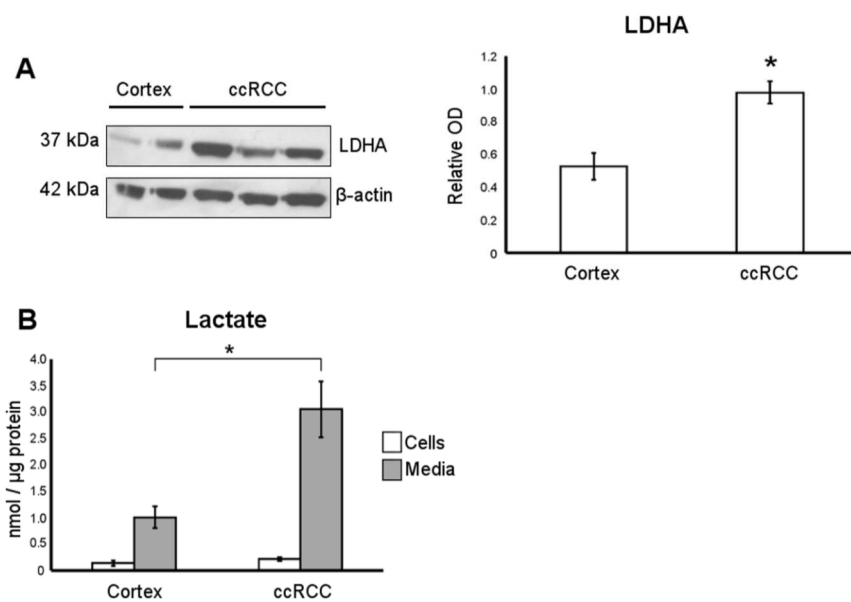 A
Cortex ccRCC
37 kDa LDHA
42 kDa β-actin
LDHA
*
1.2
1.0
0.8
0.6
0.4
0.2
0
Relative OD
Cortex ccRCC
B
Lactate
*
4.0
3.5
3.0
2.5
2.0
1.5
1.0
0.5
0
nmol / µg protein
Cells
Media
Cortex ccRCC